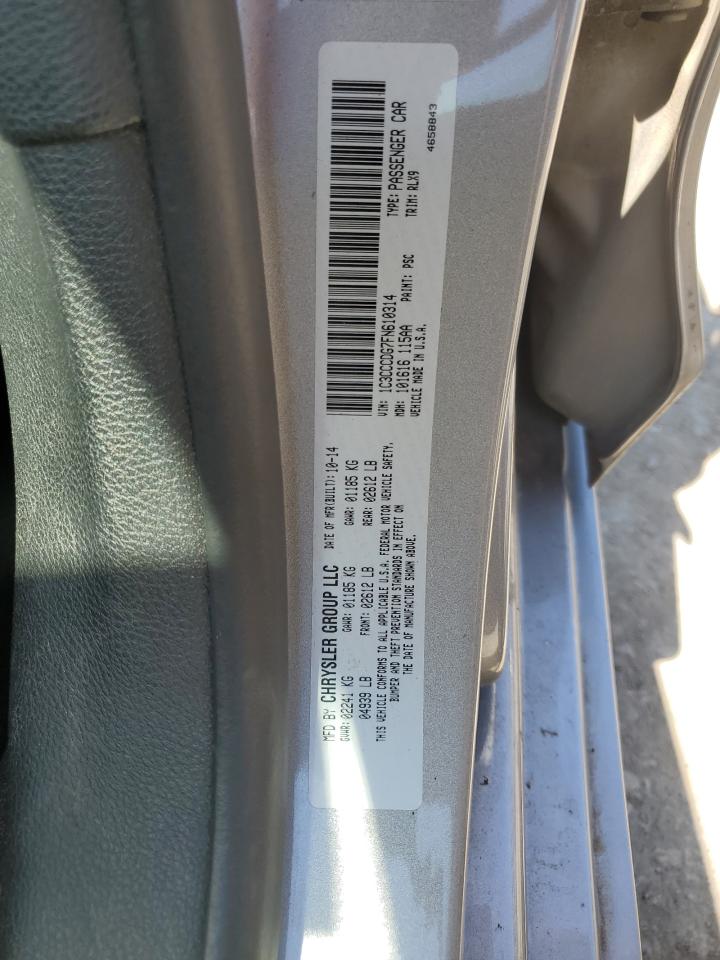 MFD BY CHRYSLER GROUP LLC DATE OF MFR(BUILT): 10-14
GVWR: 02241 KG GAWR: 01185 KG GAWR: 01185 KG
04939 LB FRONT: 02612 LB REAR: 02612 LB
THIS VEHICLE CONFORMS TO ALL APPLICABLE U.S.A. FEDERAL MOTOR VEHICLE SAFETY,
BUMPER AND THEFT PREVENTION STANDARDS IN EFFECT ON
THE DATE OF MANUFACTURE SHOWN ABOVE.
VIN: 1C3CCCDG7FN610314 TYPE: PASSENGER CAR
MDH: 101616 115AA PAINT: PSC TRIM: RLX9
VEHICLE MADE IN U.S.A. 4658843